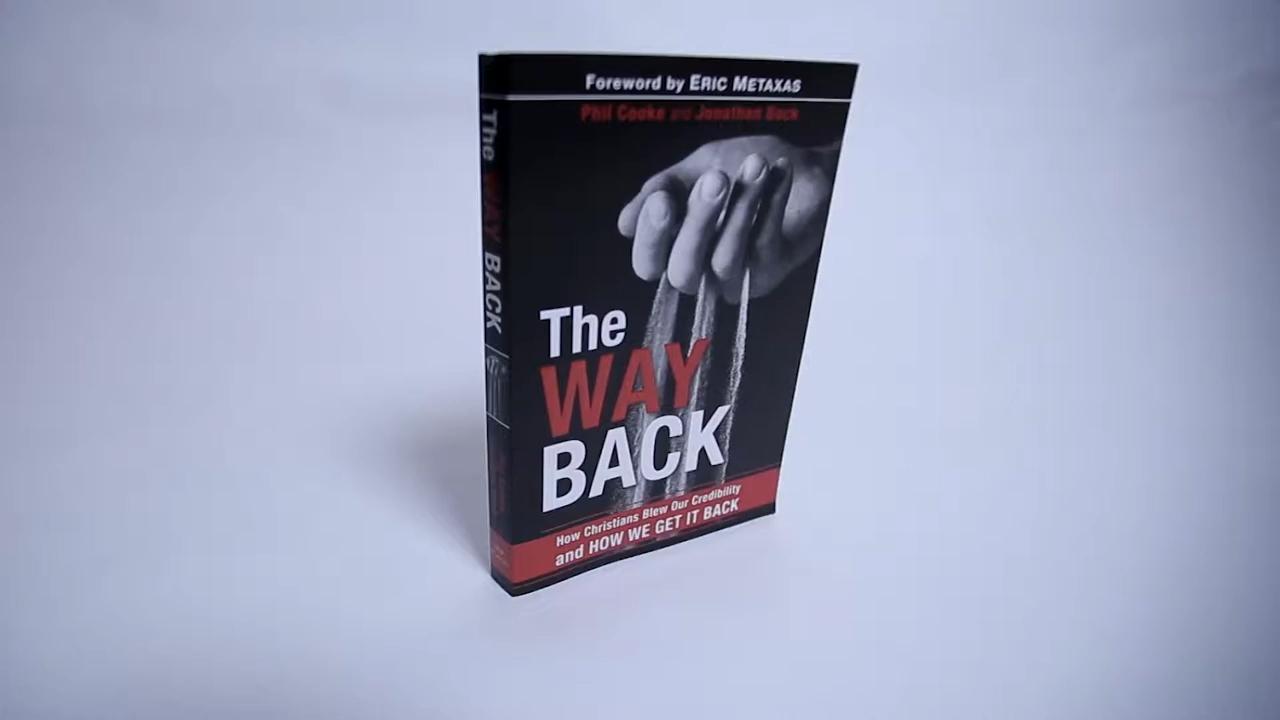 Foreword by ERIC METAXAS
Phil Cooke and Jonathan Bock
The
WAY
BACK
How Christians Blew Our Credibility
and HOW WE GET IT BACK
The WAY BACK